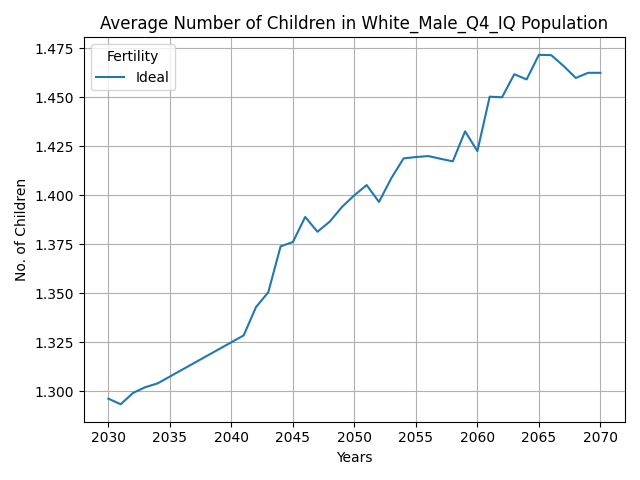 Average Number of Children in White_Male_Q4_IQ Population
Fertility
Ideal
No. of Children
1.475
1.450
1.425
1.400
1.375
1.350
1.325
1.300
2030 2035 2040 2045 2050 2055 2060 2065 2070
Years